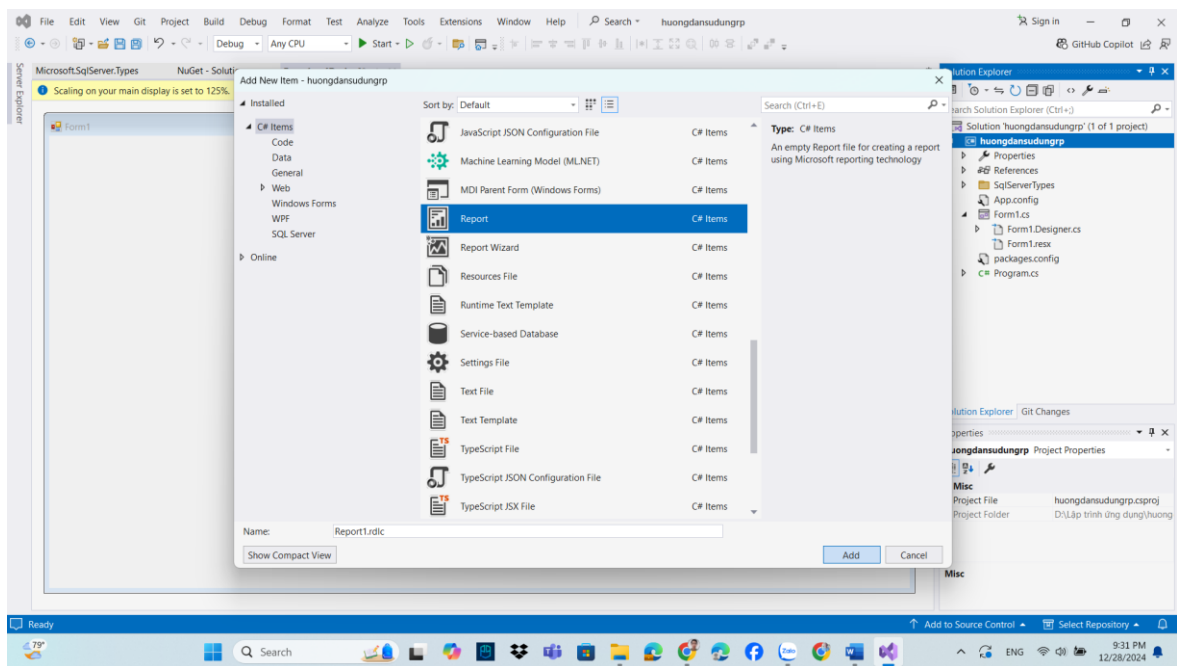 File Edit View Git Project Build Debug Format Test Analyze Tools Extensions Window Help Search huongdansudungrp Sign in
Debug Any CPU Start GitHub Copilot
Server Explorer
Microsoft.SqlServer.Types NuGet - Soluti
Scaling on your main display is set to 125%.
Form1
Add New Item - huongdansudungrp
Installed
C# Items
Code
Data
General
Web
Windows Forms
WPF
SQL Server
Online
Sort by: Default
Search (Ctrl+E)
JavaScript JSON Configuration File C# Items
Machine Learning Model (ML.NET) C# Items
MDI Parent Form (Windows Forms) C# Items
Report C# Items
Report Wizard C# Items
Resources File C# Items
Runtime Text Template C# Items
Service-based Database C# Items
Settings File C# Items
Text File C# Items
Text Template C# Items
TypeScript File C# Items
TypeScript JSON Configuration File C# Items
TypeScript JSX File C# Items
Type: C# Items
An empty Report file for creating a report
using Microsoft reporting technology
Name: Report1.rdlc
Show Compact View
Add Cancel
lution Explorer
earch Solution Explorer (Ctrl+;)
Solution 'huongdansudungrp' (1 of 1 project)
huongdansudungrp
Properties
References
SqlServerTypes
App.config
Form1.cs
Form1.Designer.cs
Form1.resx
packages.config
Program.cs
lution Explorer Git Changes
operties
uongdansudungrp Project Properties
Misc
Project File huongdansudungrp.csproj
Project Folder D:\Lập trình ứng dụng\huong
Misc
Ready Add to Source Control Select Repository
79°
Search
Zalo
ENG
9:31 PM
12/28/2024